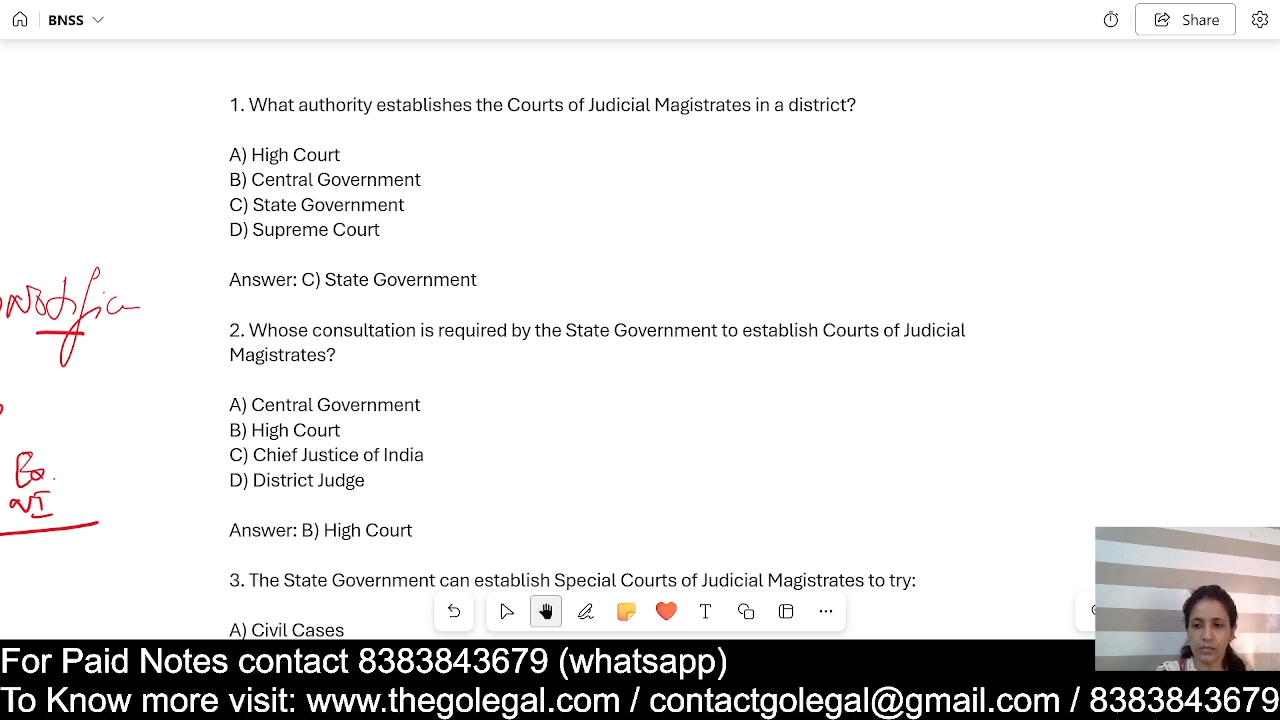 BNSS
Share
1. What authority establishes the Courts of Judicial Magistrates in a district?
A) High Court
B) Central Government
C) State Government
D) Supreme Court
Answer: C) State Government
2. Whose consultation is required by the State Government to establish Courts of Judicial
Magistrates?
A) Central Government
B) High Court
C) Chief Justice of India
D) District Judge
Answer: B) High Court
3. The State Government can establish Special Courts of Judicial Magistrates to try:
A) Civil Cases
T
For Paid Notes contact 8383843679 (whatsapp)
To Know more visit: www.thegolegal.com / contactgolegal@gmail.com / 8383843679